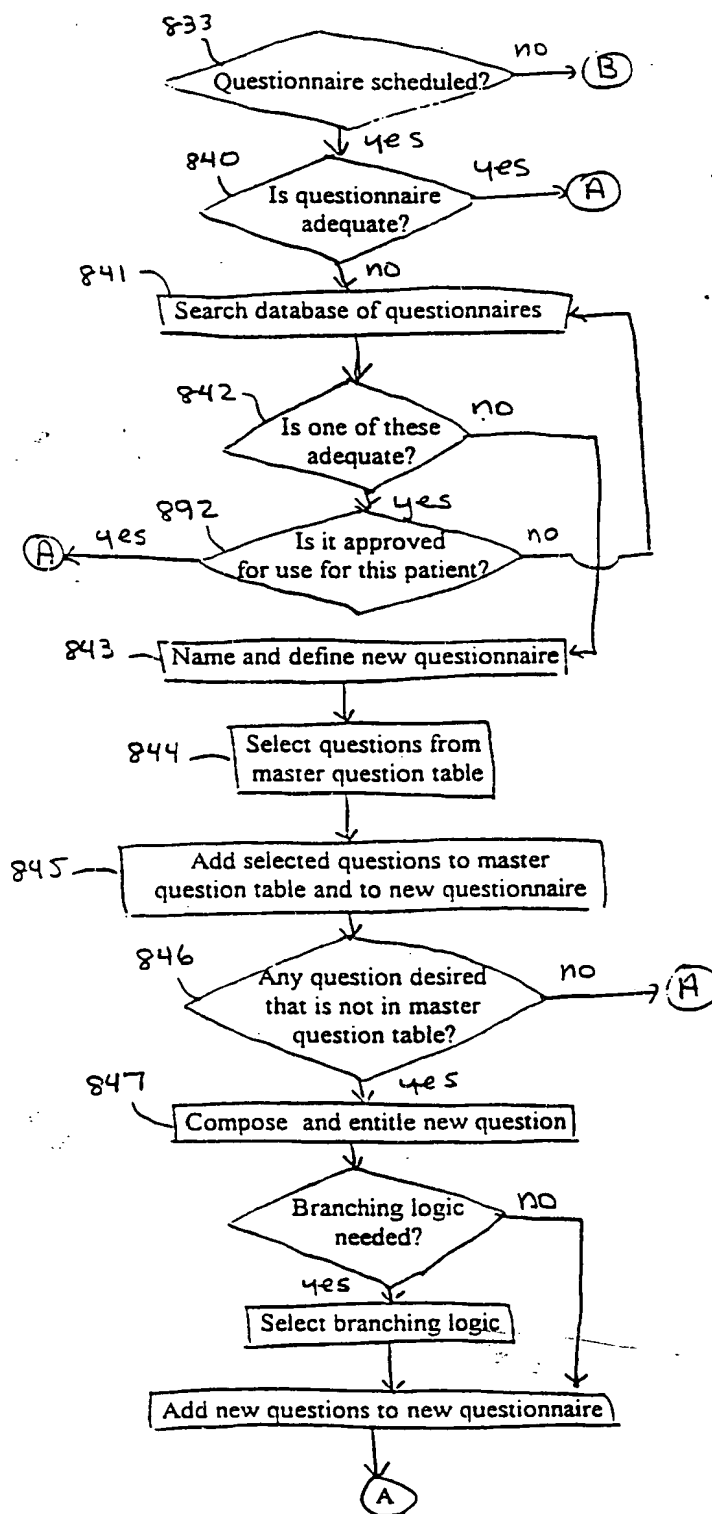 833
Questionnaire scheduled?
no
B
yes
840
Is questionnaire
adequate?
yes
A
no
841
Search database of questionnaires
842
Is one of these
adequate?
no
yes
892
A
yes
Is it approved
for use for this patient?
no
843
Name and define new questionnaire
844
Select questions from
master question table
845
Add selected questions to master
question table and to new questionnaire
846
Any question desired
that is not in master
question table?
no
A
yes
847
Compose and entitle new question
Branching logic
needed?
no
yes
Select branching logic
Add new questions to new questionnaire
A